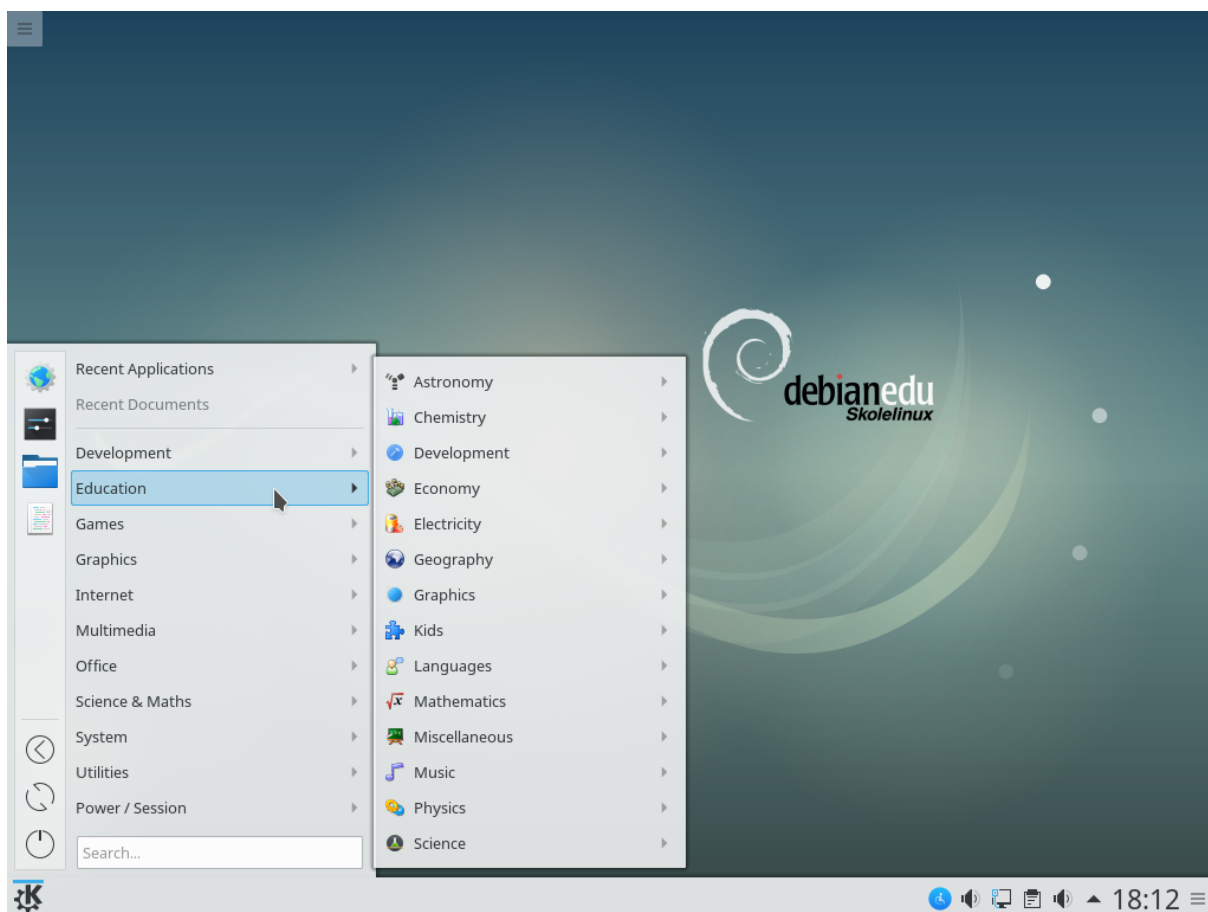 Recent Applications
Recent Documents
Development
Education
Games
Graphics
Internet
Multimedia
Office
Science & Maths
System
Utilities
Power / Session
Search...
Astronomy
Chemistry
Development
Economy
Electricity
Geography
Graphics
Kids
Languages
Mathematics
Miscellaneous
Music
Physics
Science
debianedu
Skolelinux
18:12